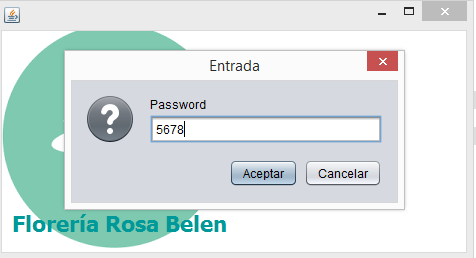 Entrada
Password
5678
Aceptar
Cancelar
Florería Rosa Belen